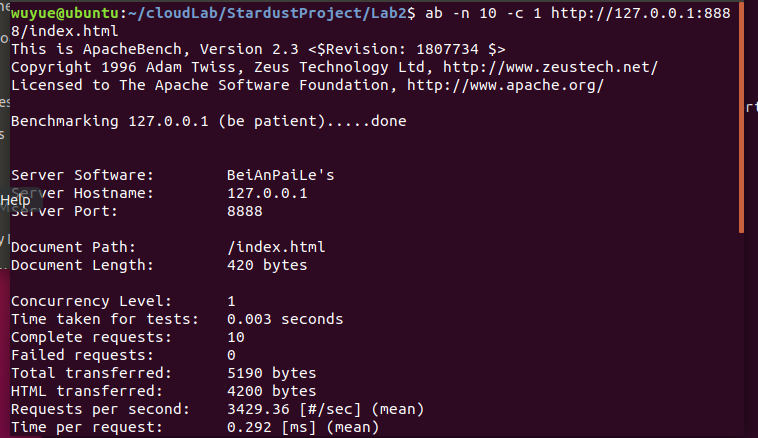 wuyue@ubuntu:~/cloudLab/StardustProject/Lab2$ ab -n 10 -c 1 http://127.0.0.1:888
8/index.html
This is ApacheBench, Version 2.3 <$Revision: 1807734 $>
Copyright 1996 Adam Twiss, Zeus Technology Ltd, http://www.zeustech.net/
Licensed to The Apache Software Foundation, http://www.apache.org/
Benchmarking 127.0.0.1 (be patient).....done
Server Software: BeiAnPaiLe's
Server Hostname: 127.0.0.1
Help
Server Port: 8888
Document Path: /index.html
Document Length: 420 bytes
Concurrency Level: 1
Time taken for tests: 0.003 seconds
Complete requests: 10
Failed requests: 0
Total transferred: 5190 bytes
HTML transferred: 4200 bytes
Requests per second: 3429.36 [#/sec] (mean)
Time per request: 0.292 [ms] (mean)